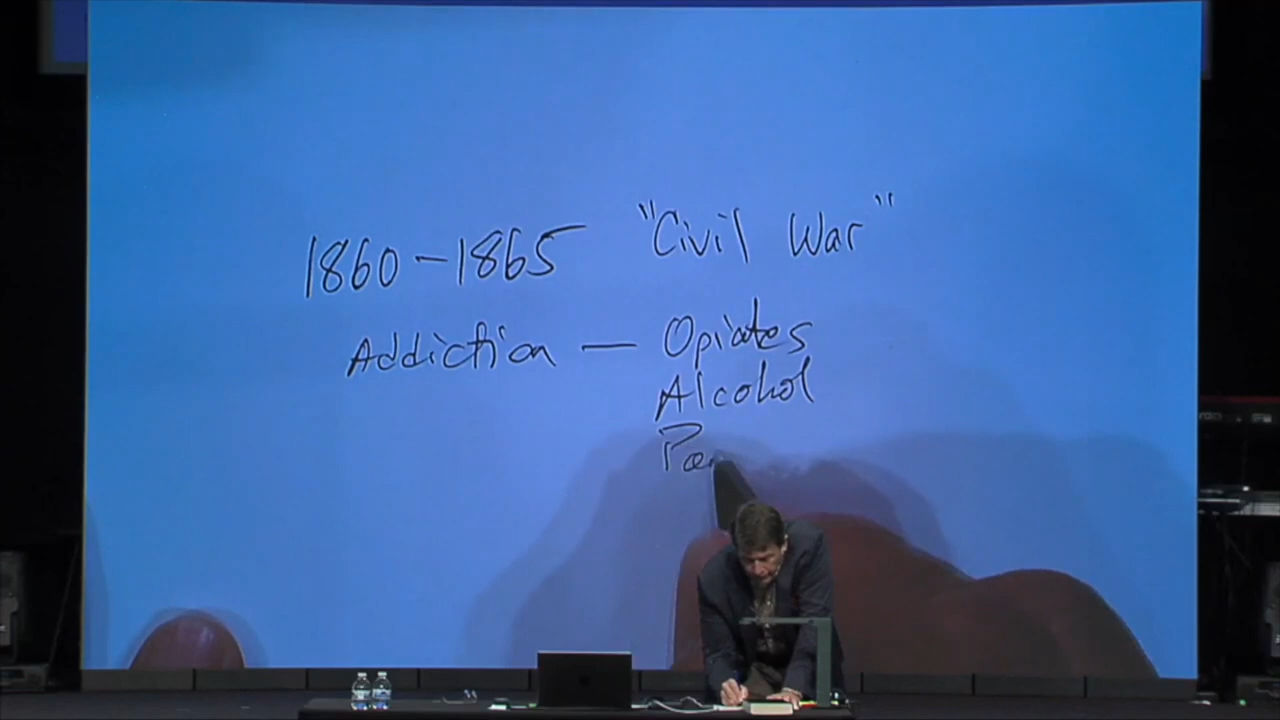 1860-1865 "Civil War"
Addiction — Opiates
Alcohol